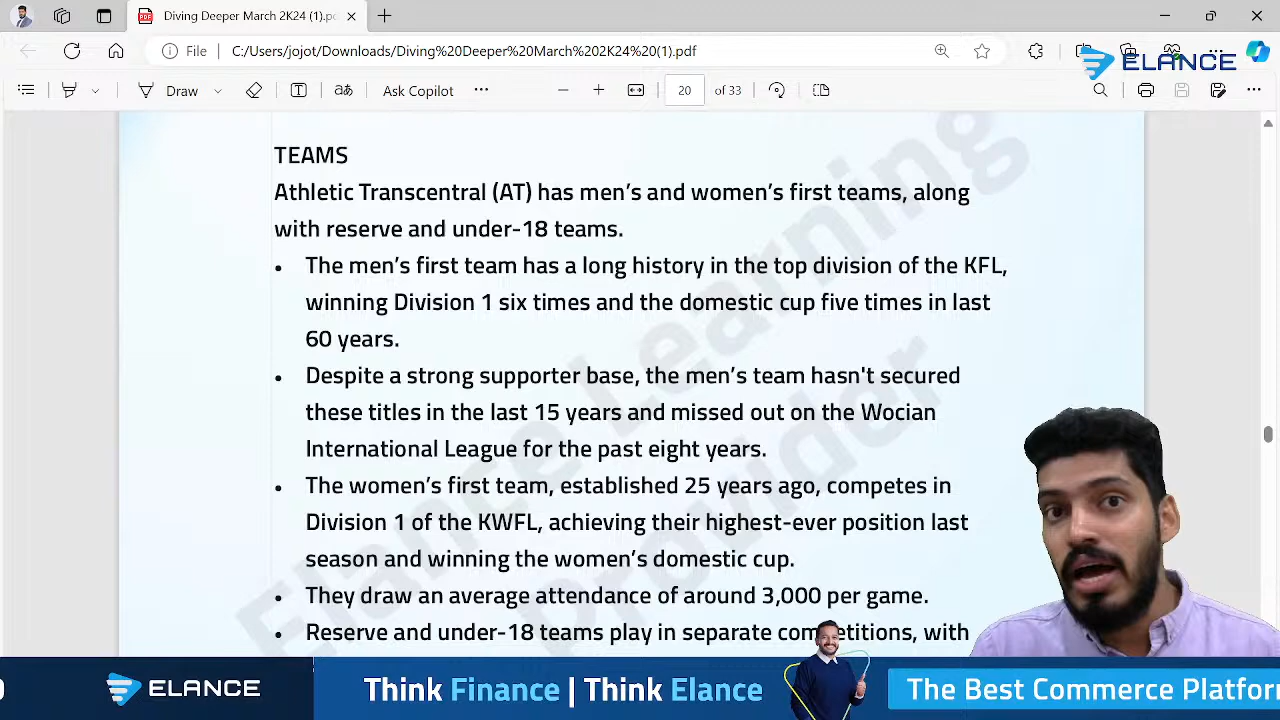 Diving Deeper March 2K24 (1).pd
File C:/Users/jojot/Downloads/Diving%20Deeper%20March%202K24%20(1).pdf
ELANCE
Draw
Ask Copilot
20 of 33
TEAMS
Athletic Transcentral (AT) has men's and women's first teams, along
with reserve and under-18 teams.
• The men's first team has a long history in the top division of the KFL,
winning Division 1 six times and the domestic cup five times in last
60 years.
• Despite a strong supporter base, the men's team hasn't secured
these titles in the last 15 years and missed out on the Wocian
International League for the past eight years.
• The women's first team, established 25 years ago, competes in
Division 1 of the KWFL, achieving their highest-ever position last
season and winning the women's domestic cup.
• They draw an average attendance of around 3,000 per game.
• Reserve and under-18 teams play in separate competitions, with
Elance Learning
Provider
ELANCE
Think Finance | Think Elance
The Best Commerce Platfor